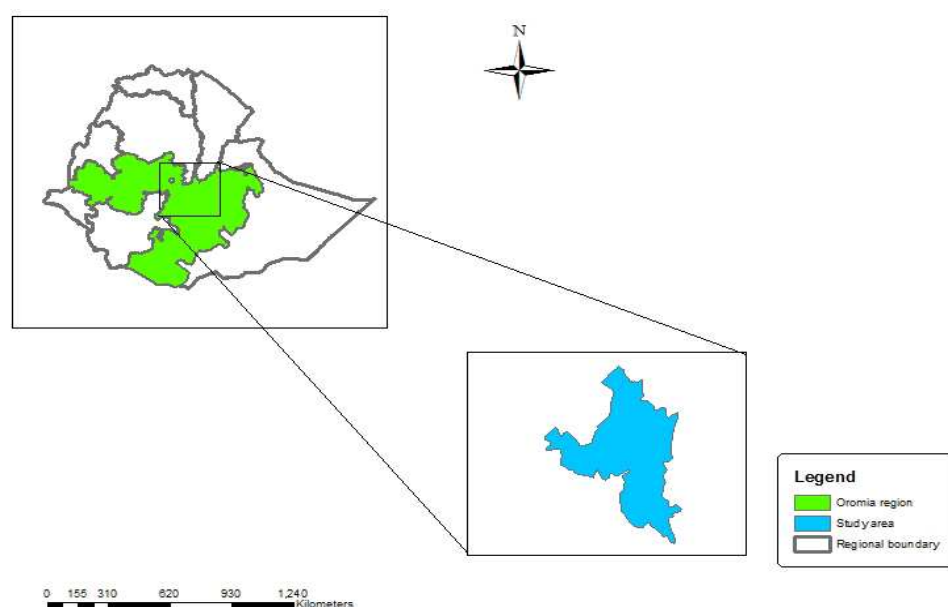 N
Legend
Oromia region
Study area
Regional boundary
0 155 310 620 930 1,240
Kilometers